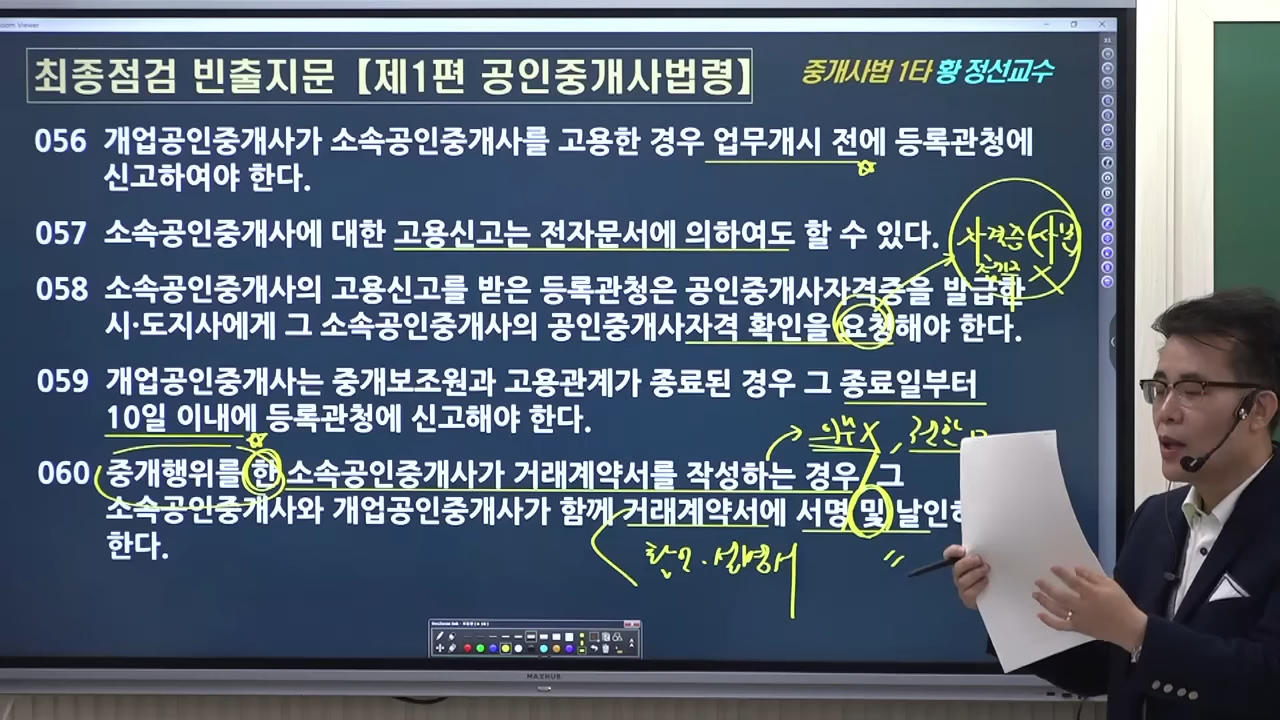 최종점검 빈출지문【제1편 공인중개사법령】
중개사법 1타 황 정선교수
056 개업공인중개사가 소속공인중개사를 고용한 경우 업무개시 전에 등록관청에
신고하여야 한다.
057 소속공인중개사에 대한 고용신고는 전자문서에 의하여도 할 수 있다.
자격증 사본
X
058 소속공인중개사의 고용신고를 받은 등록관청은 공인중개사자격증을 발급한
시·도지사에게 그 소속공인중개사의 공인중개사자격 확인을 요청해야 한다.
059 개업공인중개사는 중개보조원과 고용관계가 종료된 경우 그 종료일부터
10일 이내에 등록관청에 신고해야 한다.
의무 X,
060 중개행위를 한 소속공인중개사가 거래계약서를 작성하는 경우, 그
소속공인중개사와 개업공인중개사가 함께 거래계약서에 서명 및 날인하
한다.
확인·설명서 〃
MAXHUB